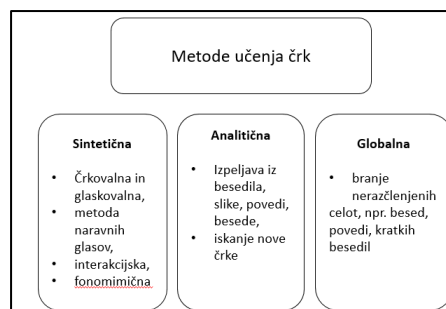 Metode učenja črk
Sintetična
• Črkovalna in
glaskovalna,
• metoda
naravnih
glasov,
• interakcijska,
• fonomimična
Analitična
• Izpeljava iz
besedila,
slike, povedi,
besede,
• iskanje nove
črke
Globalna
• branje
nerazčlenjenih
celot, npr. besed,
povedi, kratkih
besedil